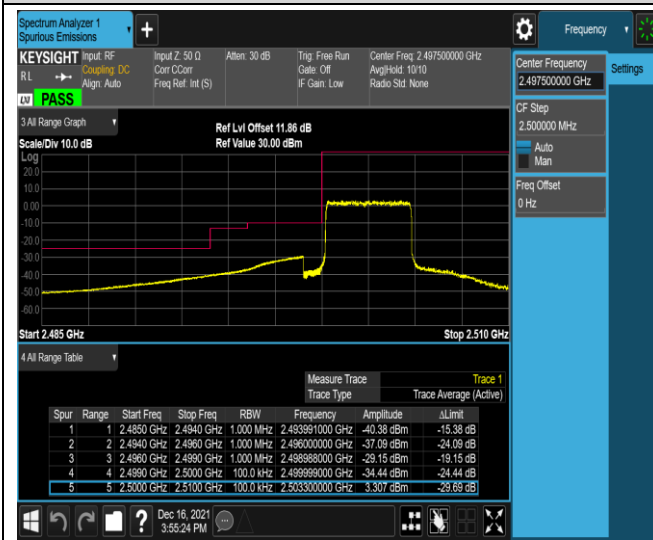 Spectrum Analyzer 1
Spurious Emissions
+
Frequency
KEYSIGHT Input: RF Input Z: 50 Ω Atten: 30 dB Trig: Free Run Center Freq: 2.497500000 GHz
RL Coupling: DC Corr CCorr Gate: Off Avg|Hold: 10/10
Align: Auto Freq Ref: Int (S) IF Gain: Low Radio Std: None
LXI PASS
Center Frequency
2.497500000 GHz
Settings
CF Step
2.500000 MHz
Auto
Man
Freq Offset
0 Hz
3 All Range Graph
Ref Lvl Offset 11.86 dB
Scale/Div 10.0 dB Ref Value 30.00 dBm
Log
20.0
10.0
0.00
-10.0
-20.0
-30.0
-40.0
-50.0
-60.0
Start 2.485 GHz Stop 2.510 GHz
4 All Range Table
Measure Trace Trace 1
Trace Type Trace Average (Active)
Spur Range Start Freq Stop Freq RBW Frequency Amplitude ΔLimit
1 1 2.4850 GHz 2.4940 GHz 1.000 MHz 2.493991000 GHz -40.38 dBm -15.38 dB
2 2 2.4940 GHz 2.4960 GHz 1.000 MHz 2.496000000 GHz -37.09 dBm -24.09 dB
3 3 2.4960 GHz 2.4990 GHz 1.000 MHz 2.498988000 GHz -29.15 dBm -19.15 dB
4 4 2.4990 GHz 2.5000 GHz 100.0 kHz 2.499999000 GHz -34.44 dBm -24.44 dB
5 5 2.5000 GHz 2.5100 GHz 100.0 kHz 2.503300000 GHz 3.307 dBm -29.69 dB
? Dec 16, 2021
3:55:24 PM